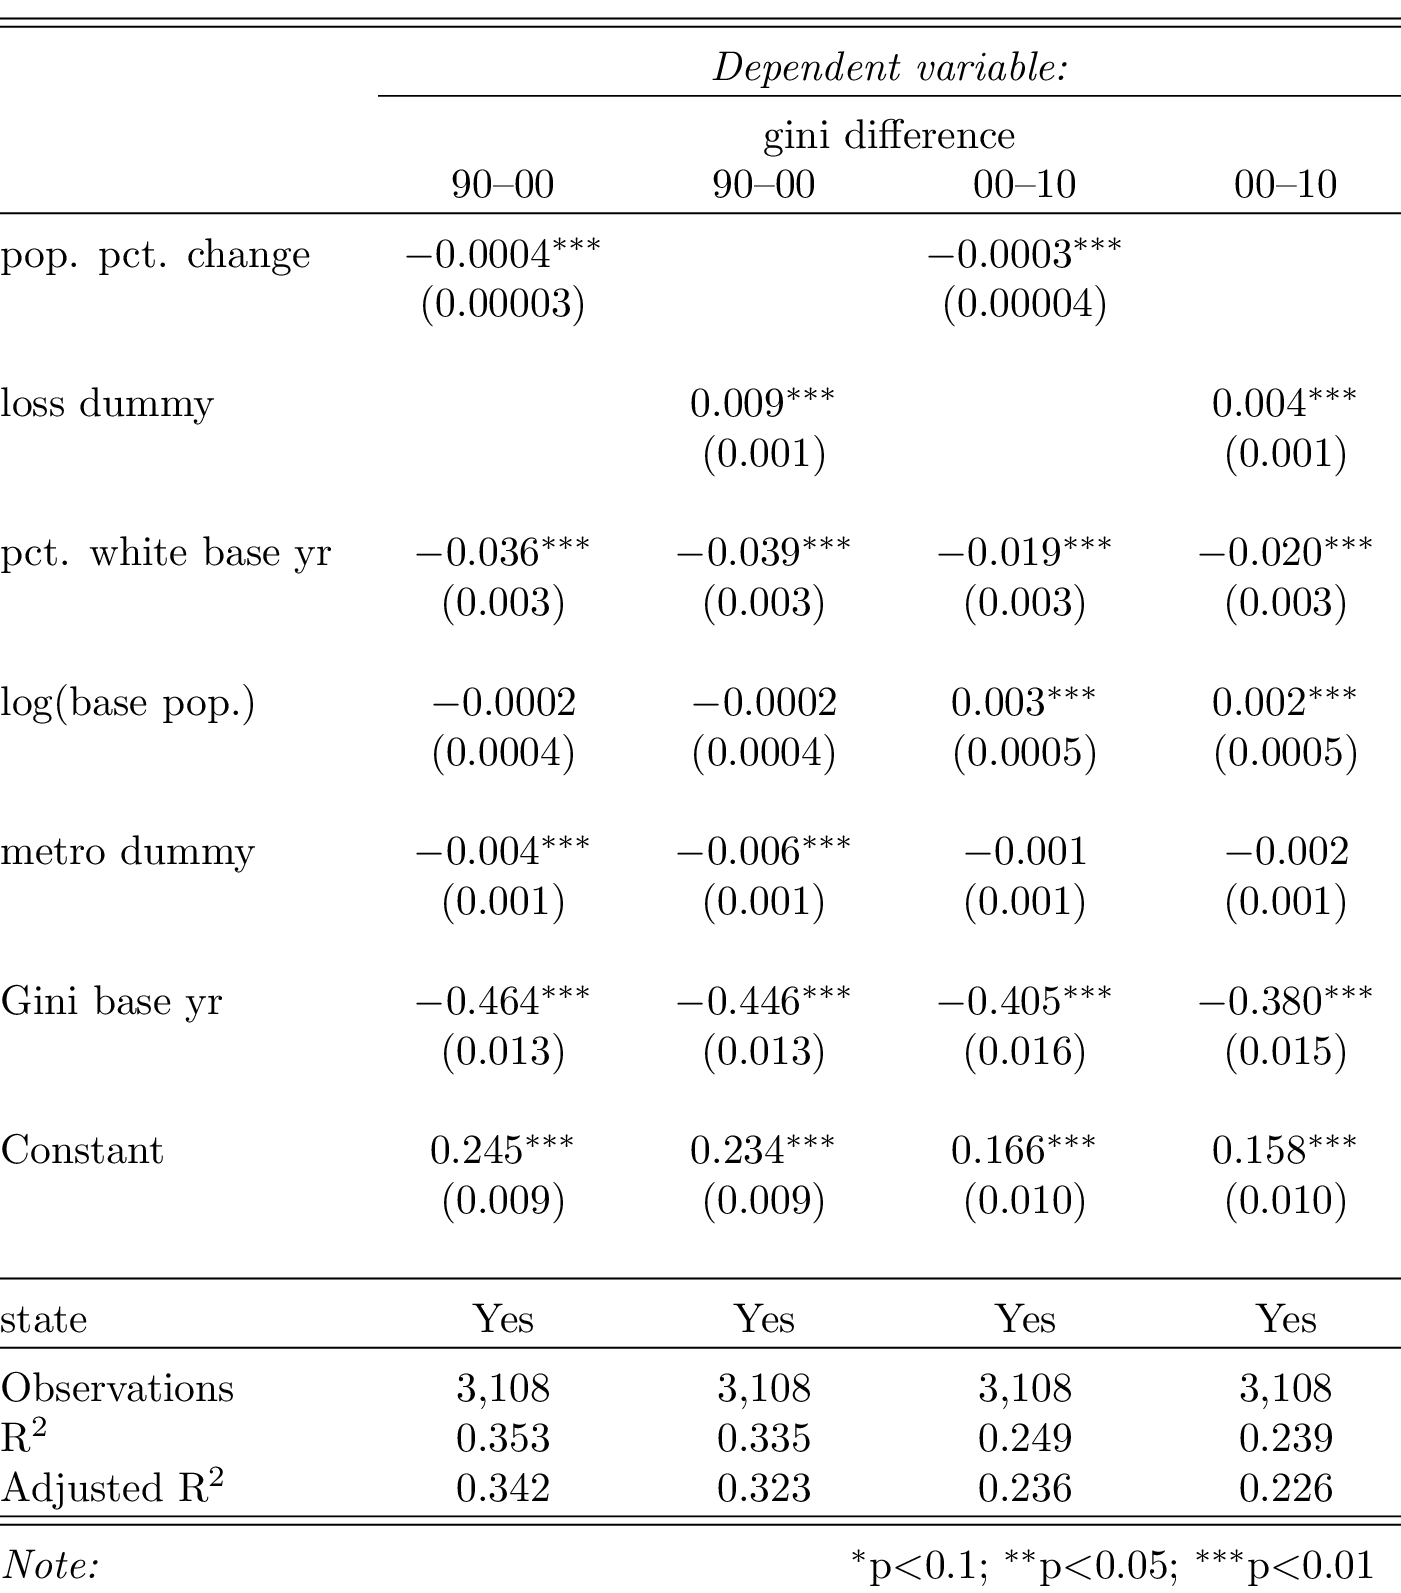 Dependent variable:
gini difference
90–00 90–00 00–10 00–10
pop. pct. change −0.0004*** −0.0003***
(0.00003) (0.00004)
loss dummy 0.009*** 0.004***
(0.001) (0.001)
pct. white base yr −0.036*** −0.039*** −0.019*** −0.020***
(0.003) (0.003) (0.003) (0.003)
log(base pop.) −0.0002 −0.0002 0.003*** 0.002***
(0.0004) (0.0004) (0.0005) (0.0005)
metro dummy −0.004*** −0.006*** −0.001 −0.002
(0.001) (0.001) (0.001) (0.001)
Gini base yr −0.464*** −0.446*** −0.405*** −0.380***
(0.013) (0.013) (0.016) (0.015)
Constant 0.245*** 0.234*** 0.166*** 0.158***
(0.009) (0.009) (0.010) (0.010)
state Yes Yes Yes Yes
Observations 3,108 3,108 3,108 3,108
R² 0.353 0.335 0.249 0.239
Adjusted R² 0.342 0.323 0.236 0.226
Note: *p<0.1; **p<0.05; ***p<0.01